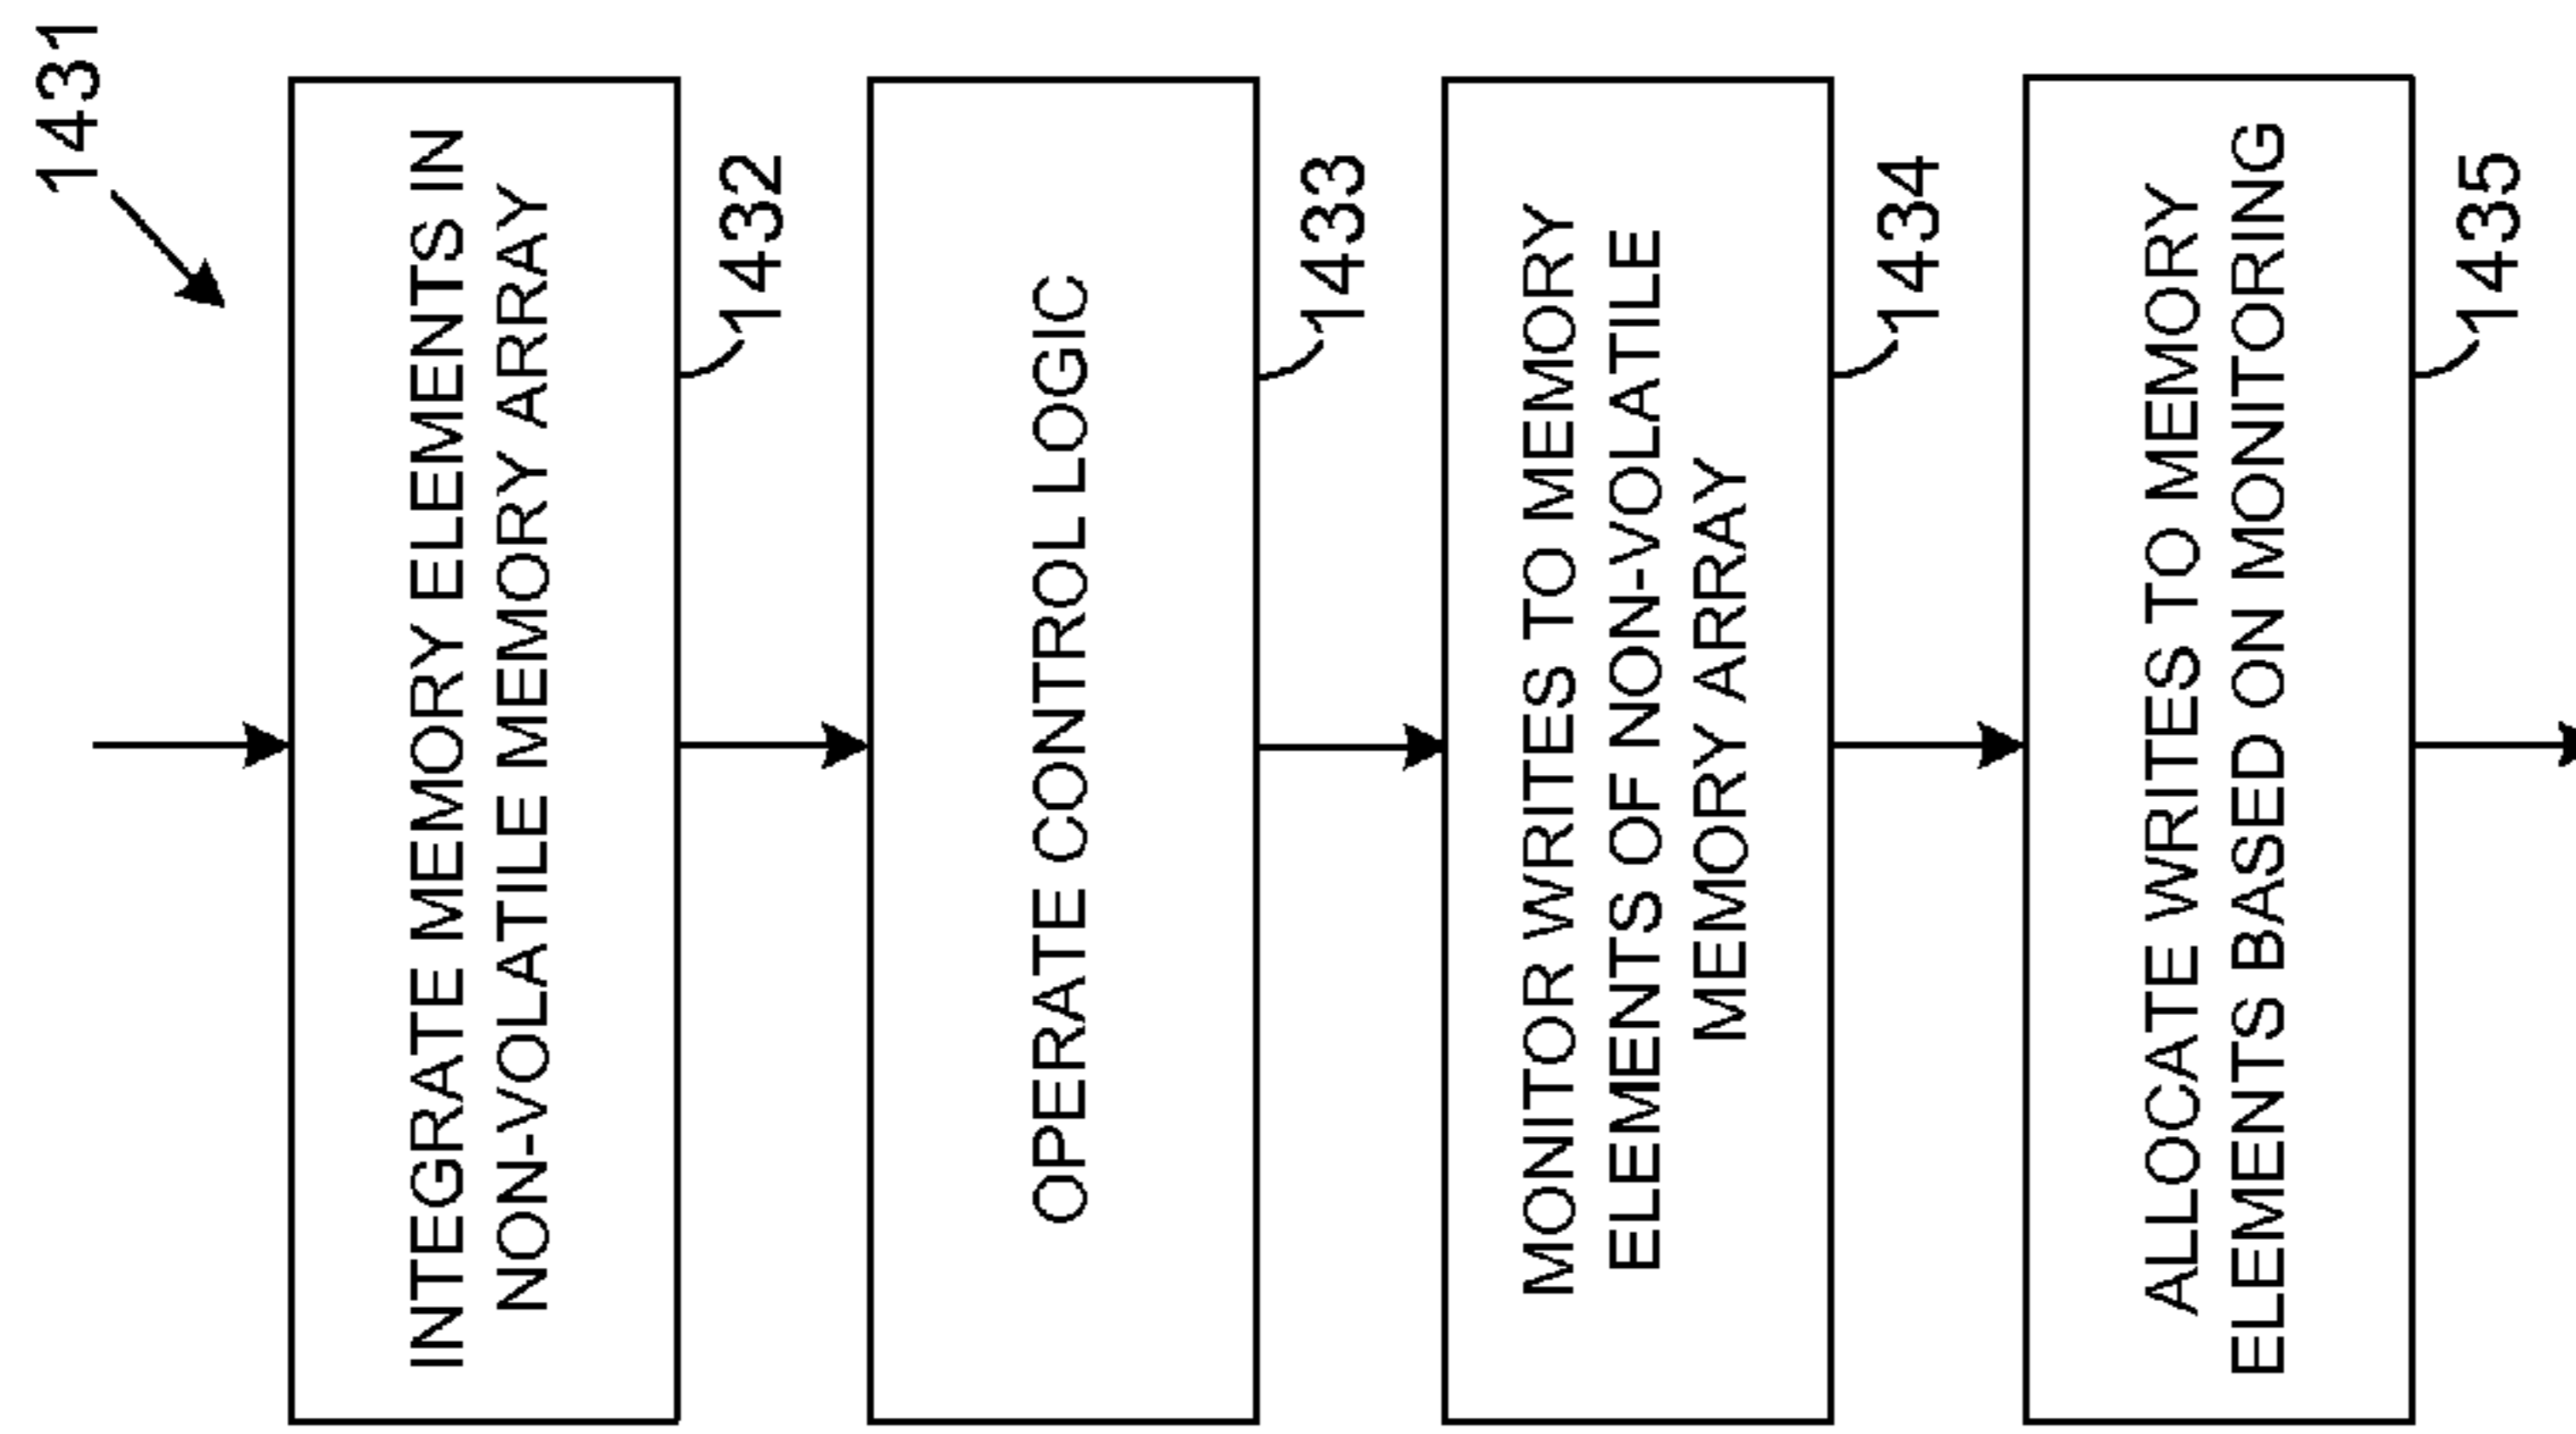 1431
INTEGRATE MEMORY ELEMENTS IN
NON-VOLATILE MEMORY ARRAY
1432
OPERATE CONTROL LOGIC
1433
MONITOR WRITES TO MEMORY
ELEMENTS OF NON-VOLATILE
MEMORY ARRAY
1434
ALLOCATE WRITES TO MEMORY
ELEMENTS BASED ON MONITORING
1435